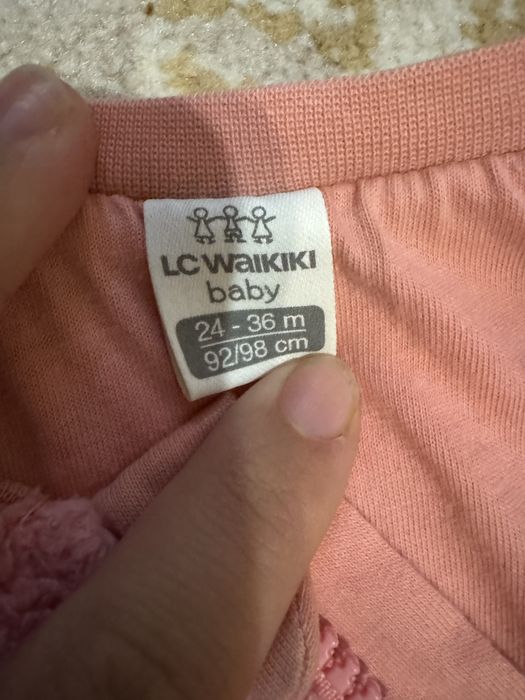 LC WAIKIKI
baby
24 - 36 m
92/98 cm